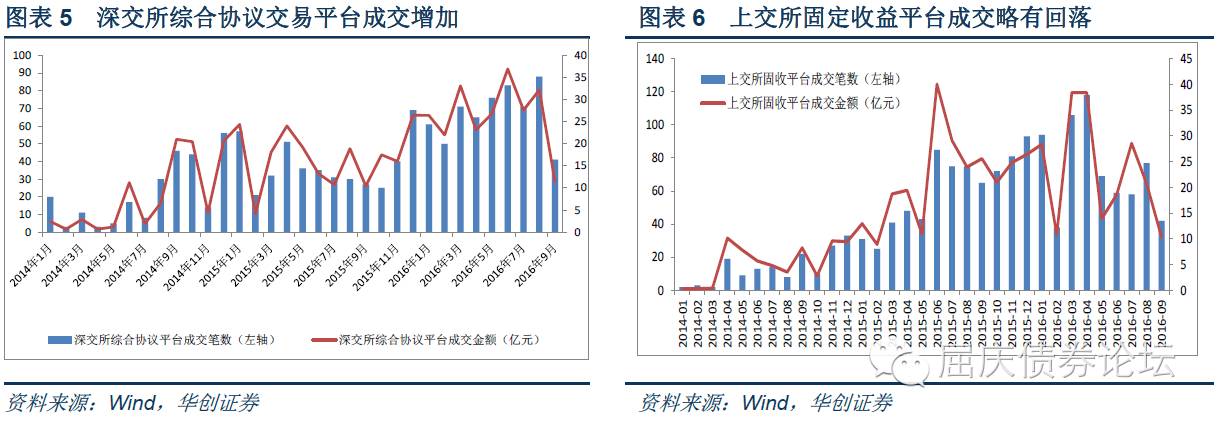 图表 5 深交所综合协议交易平台成交增加
100
90
80
70
60
50
40
30
20
10
0
40
35
30
25
20
15
10
5
0
2014年1月
2014年3月
2014年5月
2014年7月
2014年9月
2014年11月
2015年1月
2015年3月
2015年5月
2015年7月
2015年9月
2015年11月
2016年1月
2016年3月
2016年5月
2016年7月
2016年9月
深交所综合协议平台成交笔数（左轴）
深交所综合协议平台成交金额（亿元）
资料来源：Wind，华创证券
图表 6 上交所固定收益平台成交略有回落
140
120
100
80
60
40
20
0
45
40
35
30
25
20
15
10
5
0
上交所固收平台成交笔数（左轴）
上交所固收平台成交金额（亿元）
2014-01
2014-02
2014-03
2014-04
2014-05
2014-06
2014-07
2014-08
2014-09
2014-10
2014-11
2014-12
2015-01
2015-02
2015-03
2015-04
2015-05
2015-06
2015-07
2015-08
2015-09
2015-10
2015-11
2015-12
2016-01
2016-02
2016-03
2016-04
2016-05
2016-06
2016-07
2016-08
2016-09
屈庆债券论坛
资料来源：Wind，华创证券